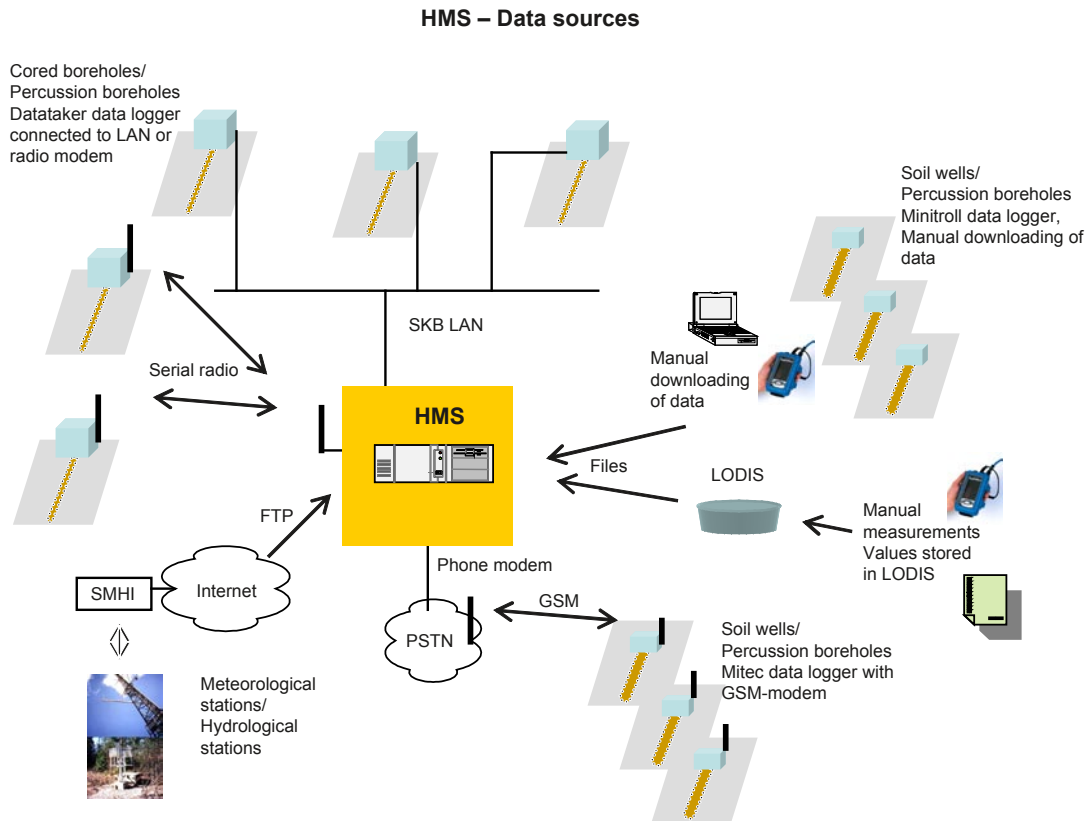 HMS – Data sources
Cored boreholes/
Percussion boreholes
Datataker data logger
connected to LAN or
radio modem
Soil wells/
Percussion boreholes
Minitroll data logger,
Manual downloading of
data
SKB LAN
Manual
downloading
of data
Serial radio
HMS
Files
LODIS
Manual
measurements
Values stored
in LODIS
FTP
Phone modem
SMHI
Internet
GSM
PSTN
Soil wells/
Percussion boreholes
Mitec data logger with
GSM-modem
Meteorological
stations/
Hydrological
stations